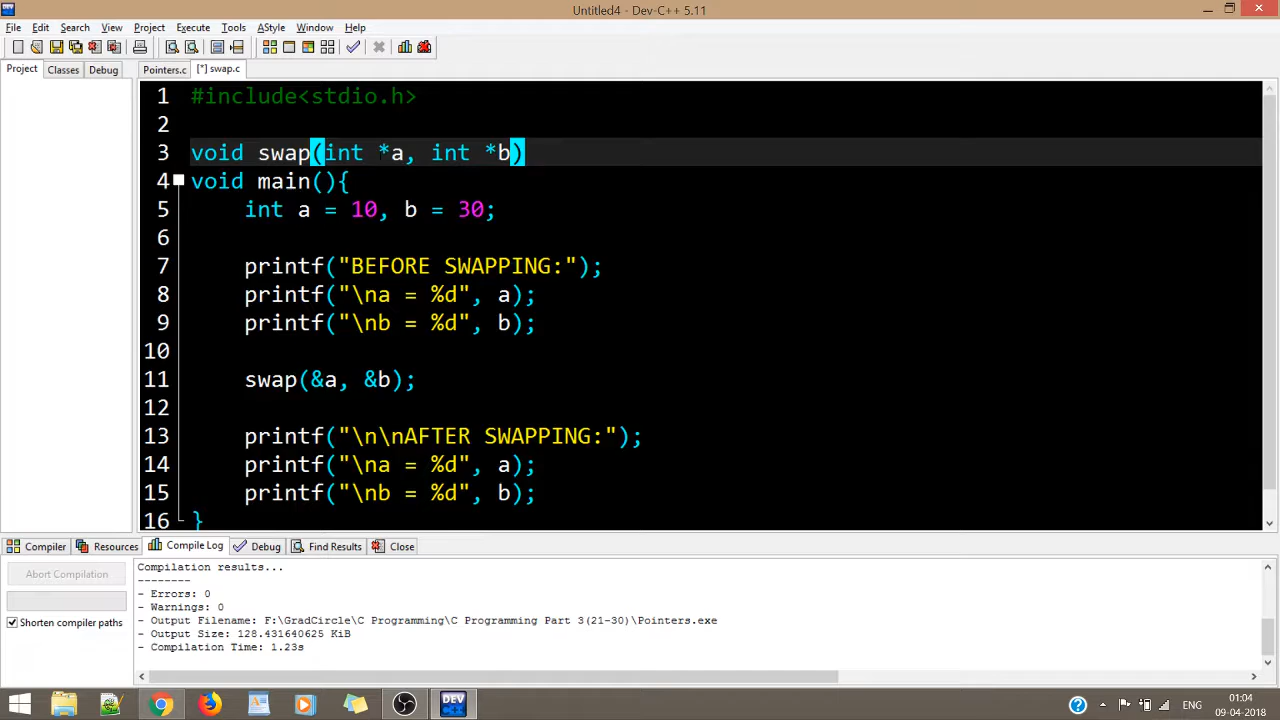 Untitled4 - Dev-C++ 5.11
File Edit Search View Project Execute Tools AStyle Window Help
Project Classes Debug Pointers.c [*] swap.c
1 #include<stdio.h>
2
3 void swap(int *a, int *b)
4 void main(){
5 int a = 10, b = 30;
6
7 printf("BEFORE SWAPPING:");
8 printf("\na = %d", a);
9 printf("\nb = %d", b);
10
11 swap(&a, &b);
12
13 printf("\n\nAFTER SWAPPING:");
14 printf("\na = %d", a);
15 printf("\nb = %d", b);
16 }
Compiler Resources Compile Log Debug Find Results Close
Abort Compilation
Shorten compiler paths
Compilation results...
--------
- Errors: 0
- Warnings: 0
- Output Filename: F:\GradCircle\C Programming\C Programming Part 3(21-30)\Pointers.exe
- Output Size: 128.431640625 KiB
- Compilation Time: 1.23s
DEV
ENG
01:04
09-04-2018